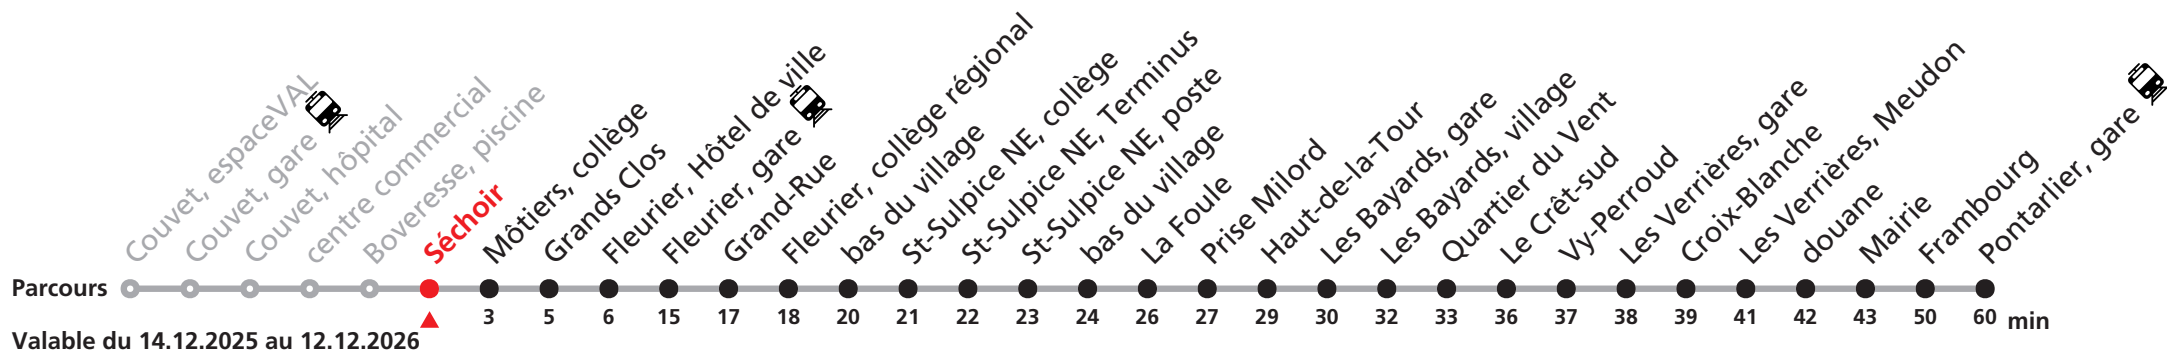 Couvet, espaceVAL
Couvet, gare
Couvet, hôpital
centre commercial
Boveresse, piscine
Séchoir
Môtiers, collège
Grands Clos
Fleurier, Hôtel de ville
Fleurier, gare
Grand-Rue
Fleurier, collège régional
bas du village
St-Sulpice NE, collège
St-Sulpice NE, Terminus
St-Sulpice NE, poste
bas du village
La Foule
Prise Milord
Haut-de-la-Tour
Les Bayards, gare
Les Bayards, village
Quartier du Vent
Le Crêt-sud
Vy-Perroud
Les Verrières, gare
Croix-Blanche
Les Verrières, Meudon
douane
Mairie
Frambourg
Pontarlier, gare
Parcours
3 5 6 15 17 18 20 21 22 23 24 26 27 29 30 32 33 36 37 38 39 41 42 43 50 60 min
Valable du 14.12.2025 au 12.12.2026